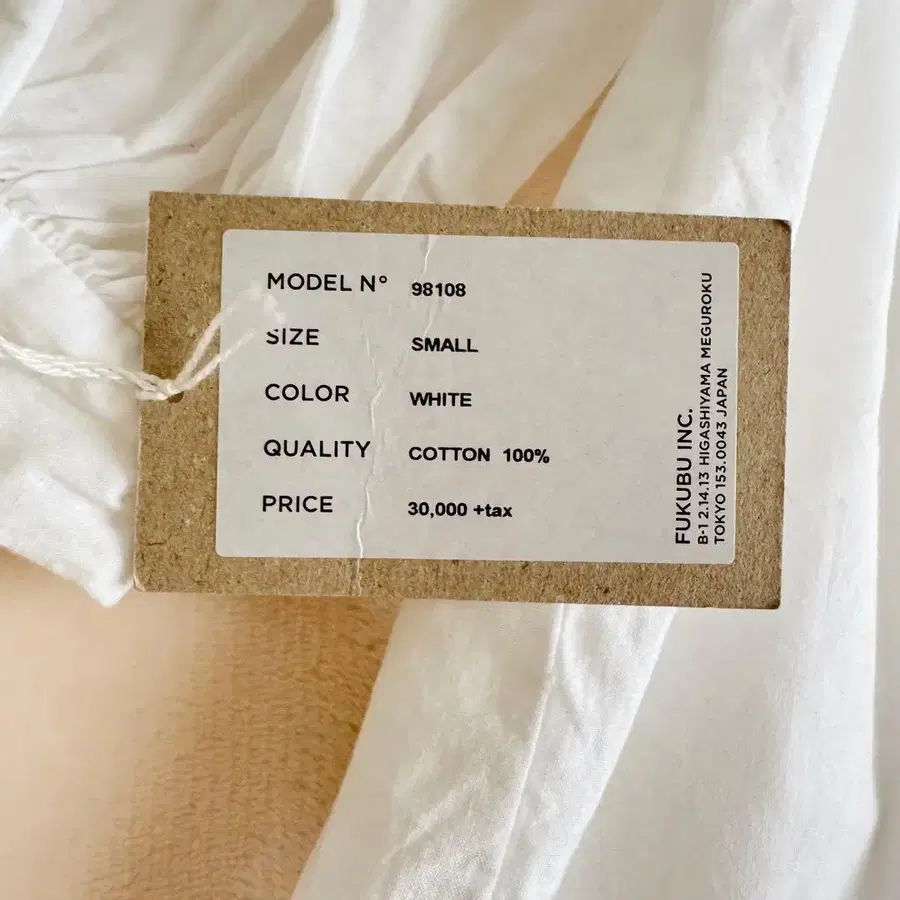 MODEL Nº 98108
SIZE SMALL
COLOR WHITE
QUALITY COTTON 100%
PRICE 30,000 +tax
FUKUBU INC.
B-1 2.14.13 HIGASHIYAMA MEGUROKU
TOKYO 153.0043 JAPAN